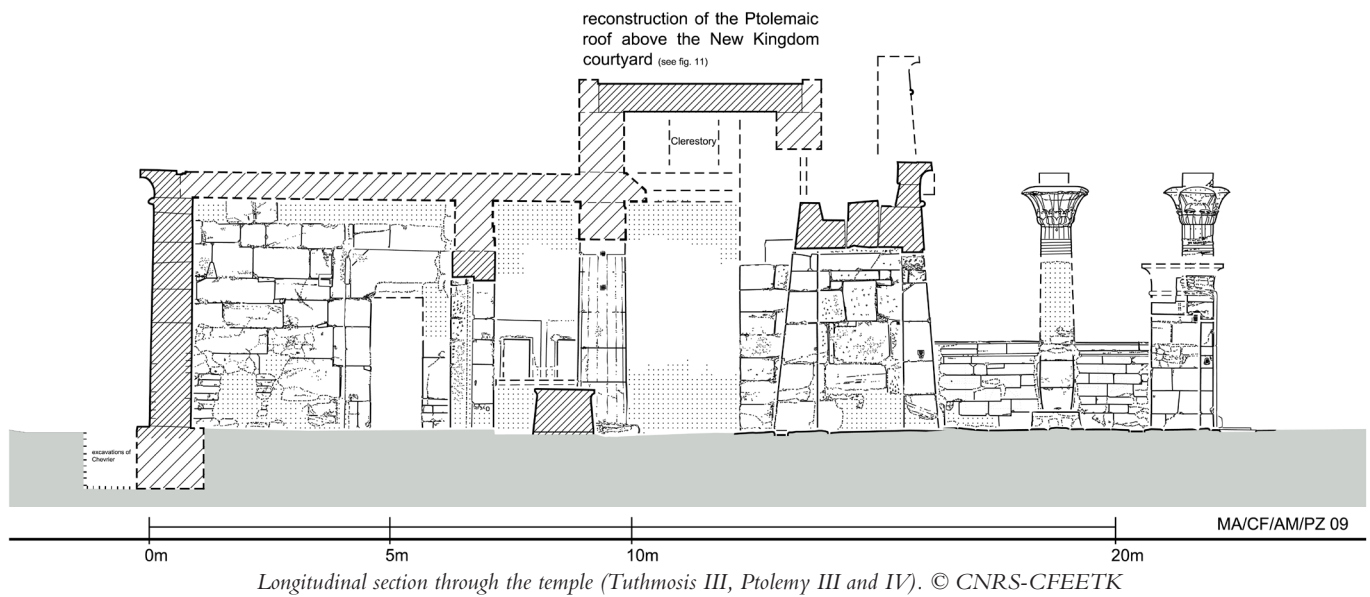 reconstruction of the Ptolemaic
roof above the New Kingdom
courtyard (see fig. 11)
Clerestory
excavations of
Chevrier
MA/CF/AM/PZ 09
0m 5m 10m 20m
Longitudinal section through the temple (Tuthmosis III, Ptolemy III and IV). © CNRS-CFEETK